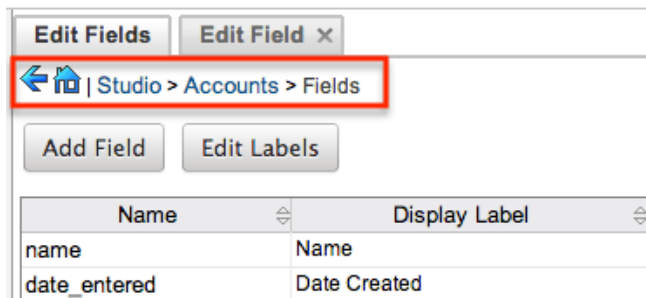 Edit Fields Edit Field ×
| Studio > Accounts > Fields
Add Field Edit Labels
Name Display Label
name Name
date_entered Date Created